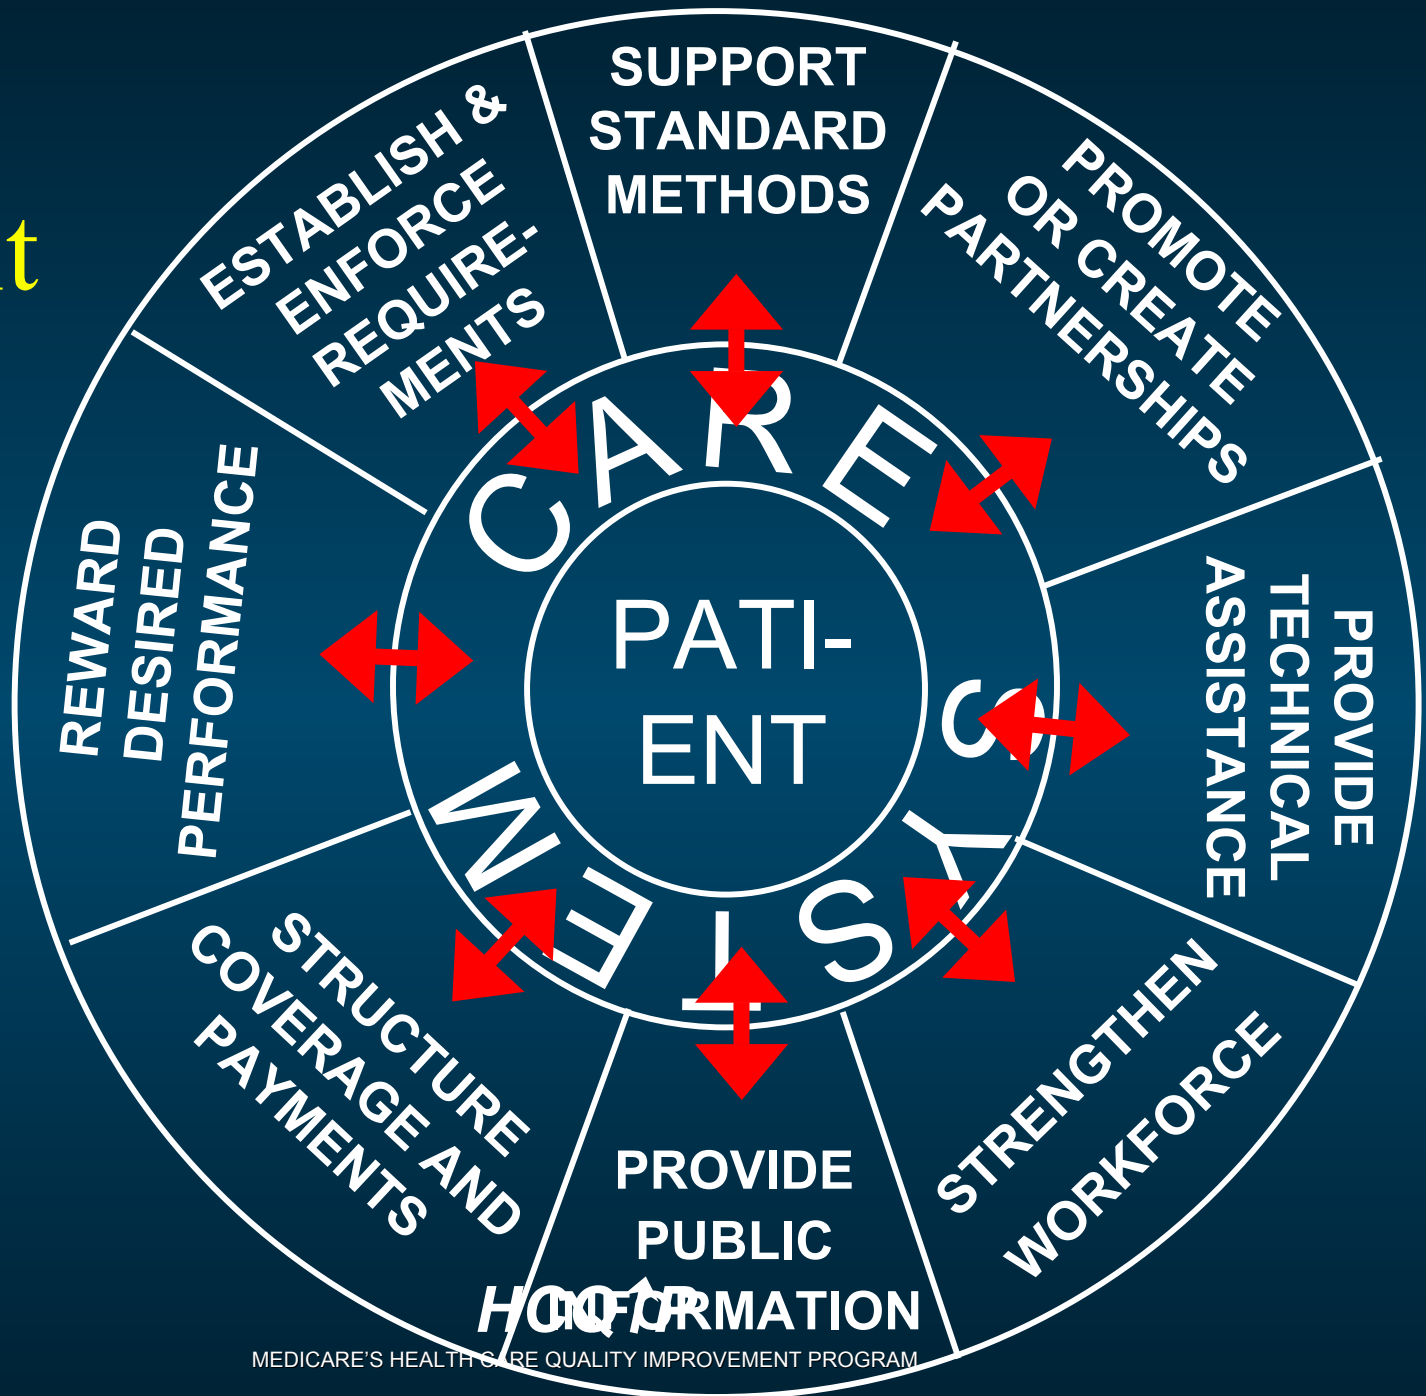 SUPPORT
STANDARD
METHODS
PROMOTE
OR CREATE
PARTNERSHIPS
PROVIDE
TECHNICAL
ASSISTANCE
STRENGTHEN
WORKFORCE
PROVIDE
PUBLIC
INFORMATION
STRUCTURE
COVERAGE AND
PAYMENTS
REWARD
DESIRED
PERFORMANCE
ESTABLISH &
ENFORCE
REQUIRE-
MENTS
CARE SYSTEM
PATI-
ENT
MEDICARE'S HEALTH CARE QUALITY IMPROVEMENT PROGRAM